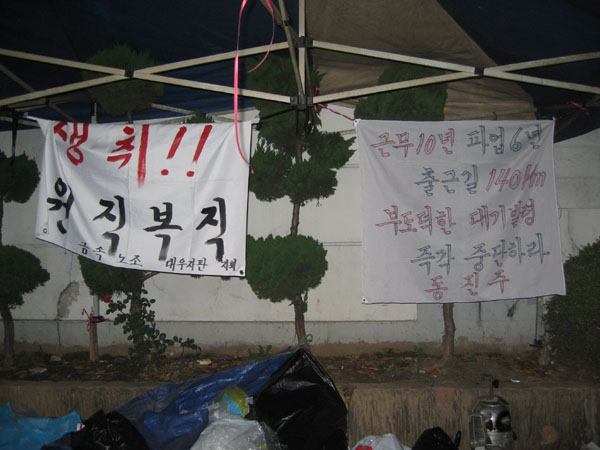 쟁취!!
원직복직
금속노조 대우자판 지회
근무10년 파업6년
출근길 140km
부도덕한 대기발령
즉각 중단하라
동진주